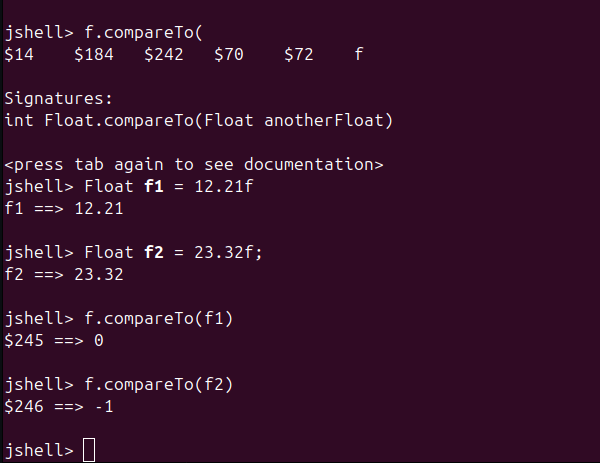 jshell> f.compareTo(
$14    $184   $242   $70    $72    f
Signatures:
int Float.compareTo(Float anotherFloat)
<press tab again to see documentation>
jshell> Float f1 = 12.21f
f1 ==> 12.21
jshell> Float f2 = 23.32f;
f2 ==> 23.32
jshell> f.compareTo(f1)
$245 ==> 0
jshell> f.compareTo(f2)
$246 ==> -1
jshell>